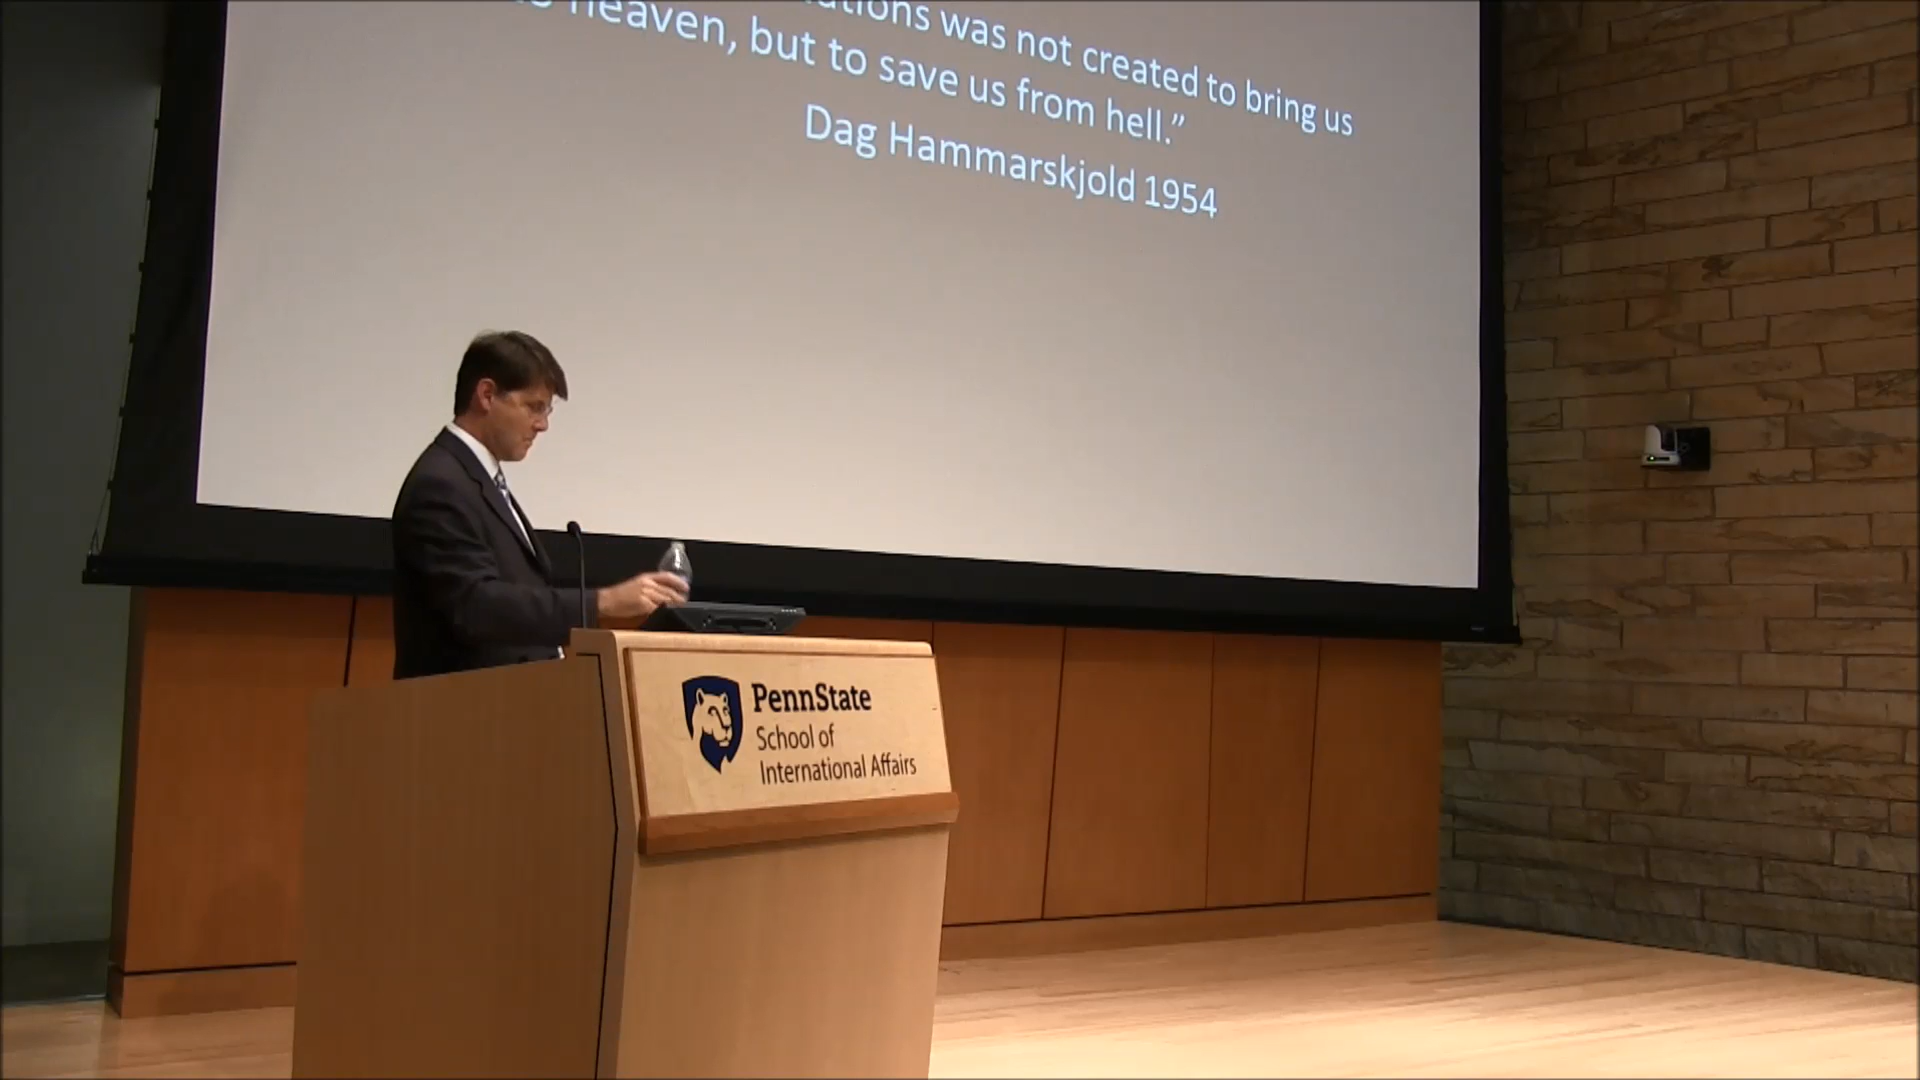 was not created to bring us
heaven, but to save us from hell.”
Dag Hammarskjold 1954
PennState
School of
International Affairs